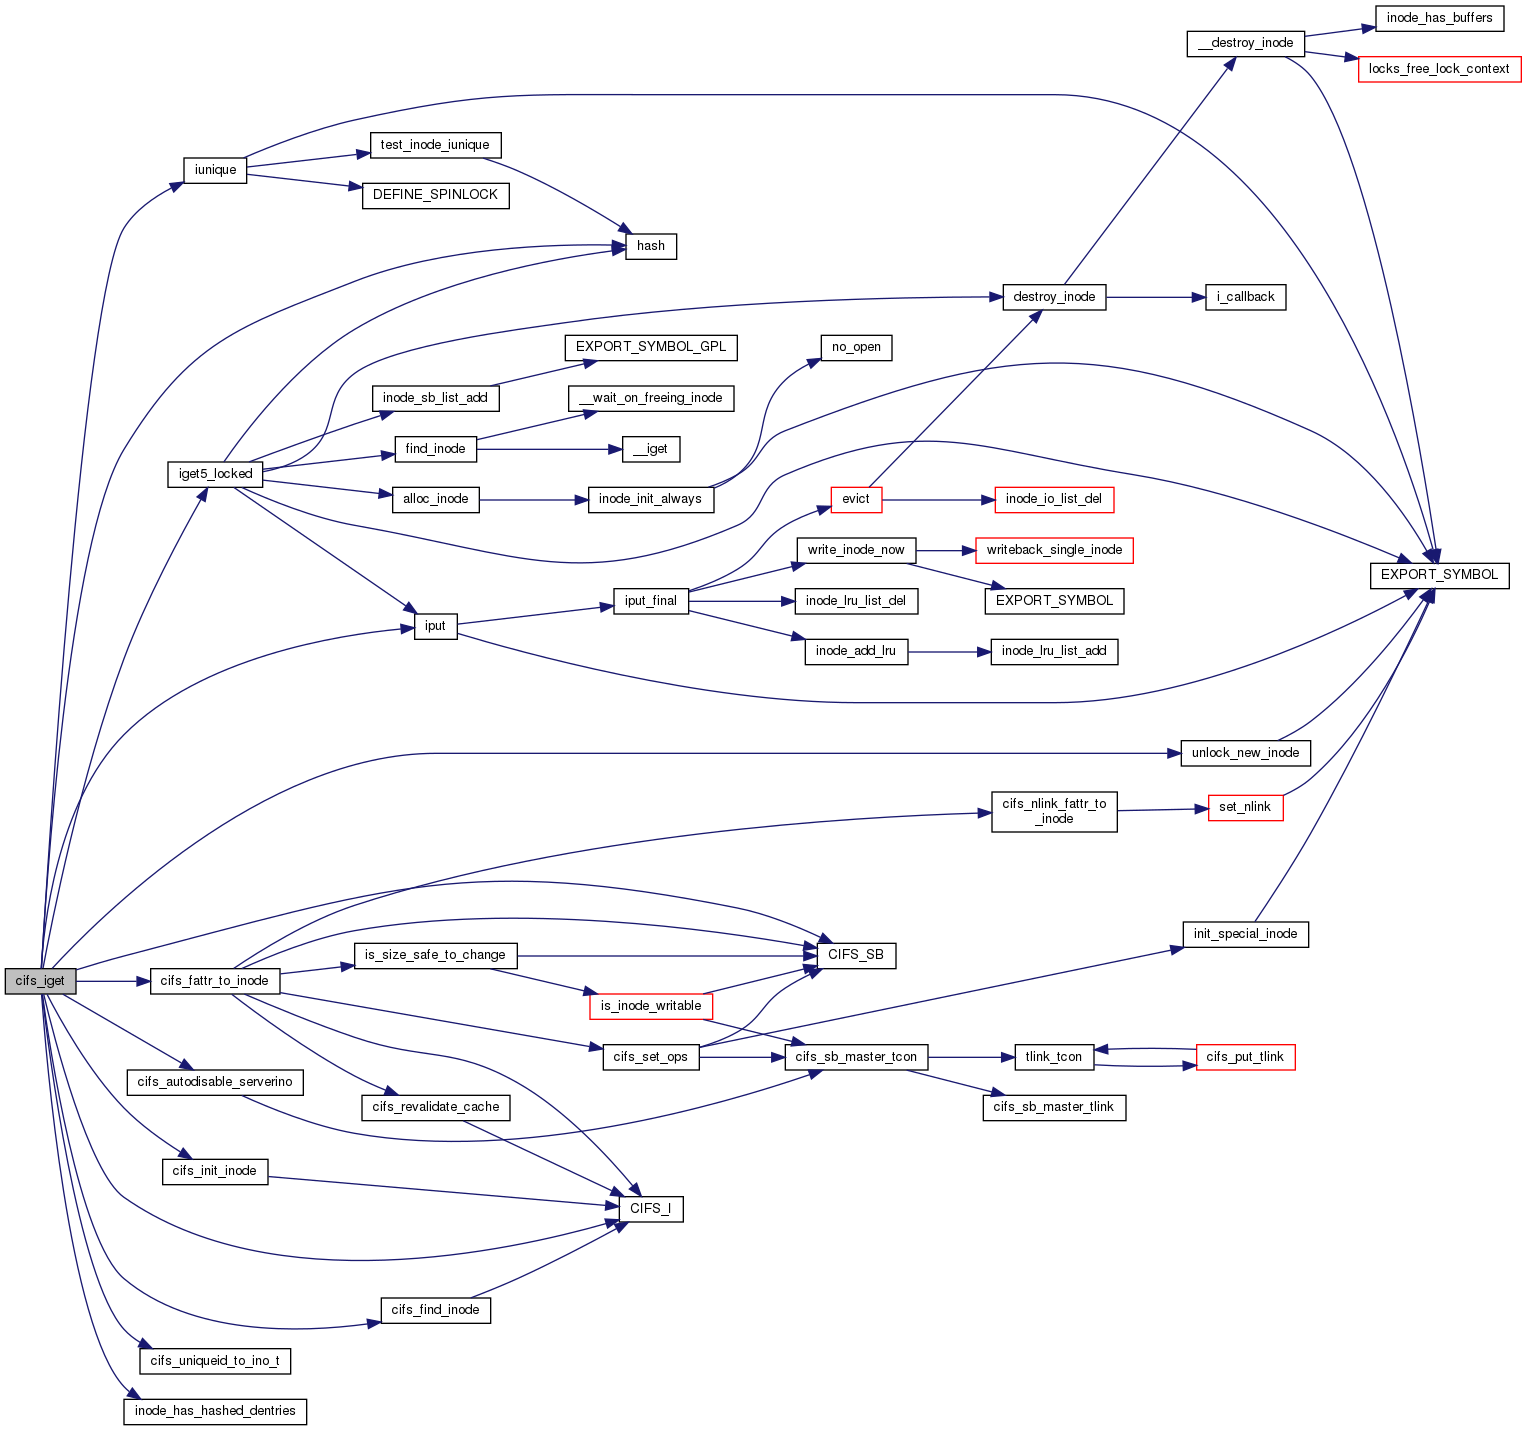 inode_has_buffers
__destroy_inode
locks_free_lock_context
test_inode_iunique
iunique
DEFINE_SPINLOCK
hash
destroy_inode
i_callback
EXPORT_SYMBOL_GPL
no_open
inode_sb_list_add
__wait_on_freeing_inode
find_inode
__iget
iget5_locked
alloc_inode
inode_init_always
evict
inode_io_list_del
write_inode_now
writeback_single_inode
EXPORT_SYMBOL
iput_final
inode_lru_list_del
EXPORT_SYMBOL
iput
inode_add_lru
inode_lru_list_add
unlock_new_inode
cifs_nlink_fattr_to
_inode
set_nlink
init_special_inode
is_size_safe_to_change
CIFS_SB
cifs_iget
cifs_fattr_to_inode
is_inode_writable
cifs_set_ops
cifs_sb_master_tcon
tlink_tcon
cifs_put_tlink
cifs_autodisable_serverino
cifs_revalidate_cache
cifs_sb_master_tlink
cifs_init_inode
CIFS_I
cifs_find_inode
cifs_uniqueid_to_ino_t
inode_has_hashed_dentries